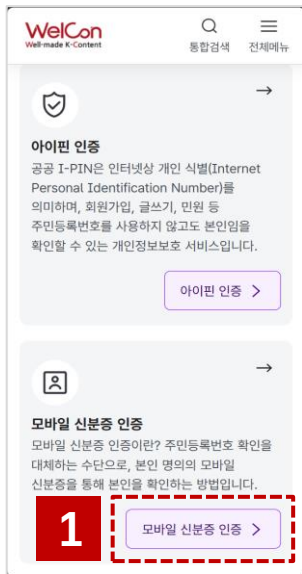 WelCon
Well-made K-Content
통합검색
전체메뉴
아이핀 인증
공공 I-PIN은 인터넷상 개인 식별(Internet
Personal Identification Number)를
의미하며, 회원가입, 글쓰기, 민원 등
주민등록번호를 사용하지 않고도 본인임을
확인할 수 있는 개인정보보호 서비스입니다.
아이핀 인증
모바일 신분증 인증
모바일 신분증 인증이란? 주민등록번호 확인을
대체하는 수단으로, 본인 명의의 모바일
신분증을 통해 본인을 확인하는 방법입니다.
1
모바일 신분증 인증